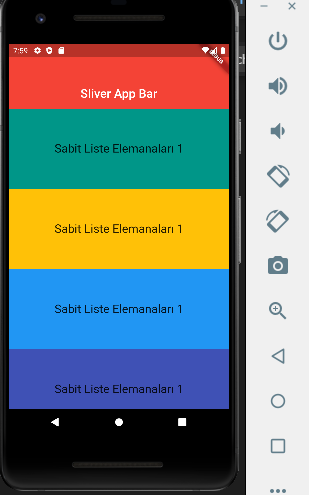 7:59
Sliver App Bar
Sabit Liste Elemanaları 1
Sabit Liste Elemanaları 1
Sabit Liste Elemanaları 1
Sabit Liste Elemanaları 1